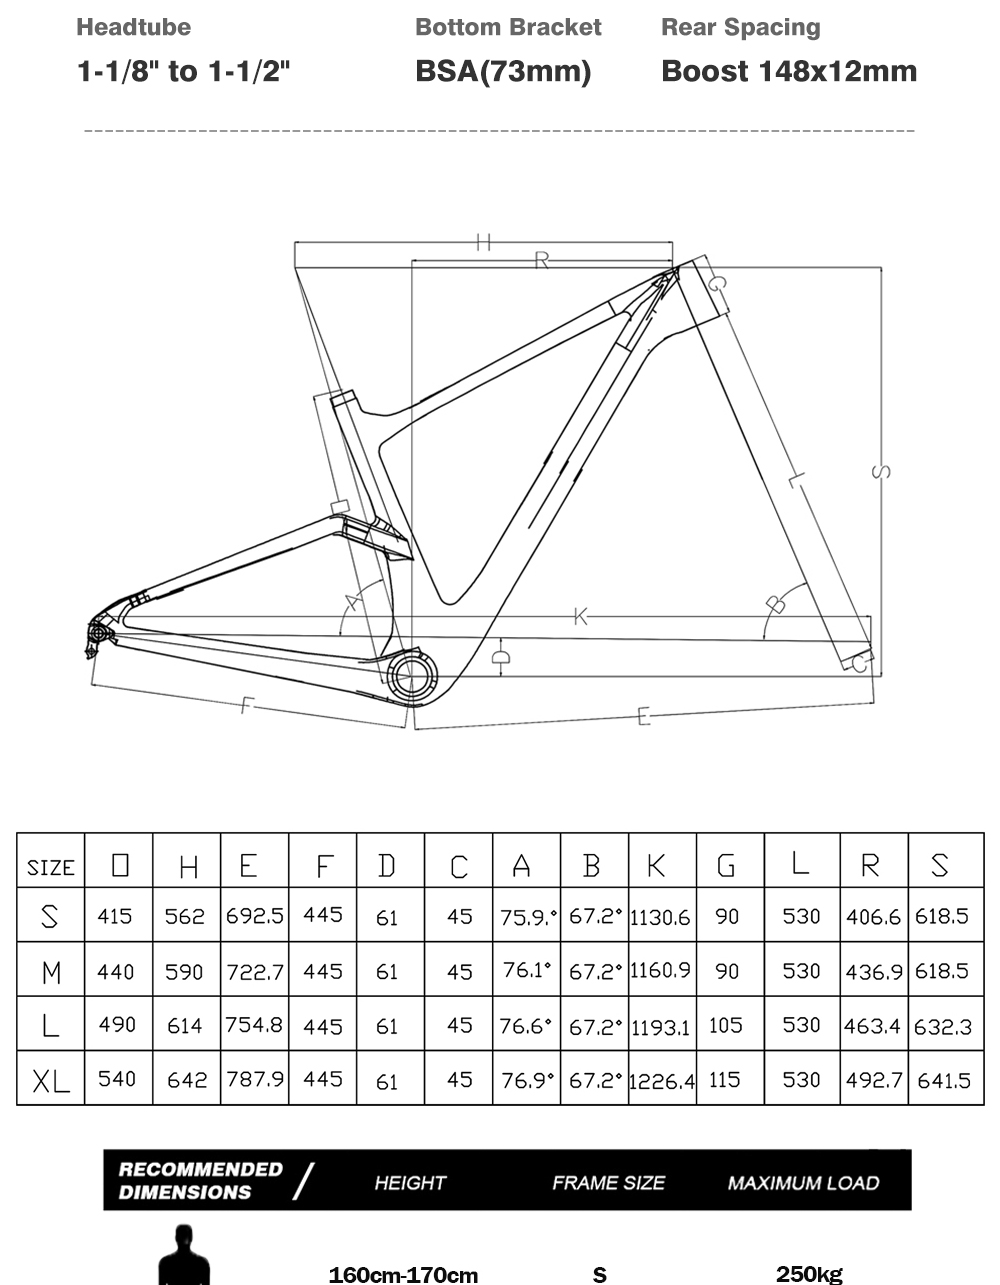 Headtube Bottom Bracket Rear Spacing
1-1/8" to 1-1/2" BSA(73mm) Boost 148x12mm
H
R
G
S
L
O
A
B
K
D
C
F
E
SIZE O H E F D C A B K G L R S
S 415 562 692.5 445 61 45 75.9.° 67.2° 1130.6 90 530 406.6 618.5
M 440 590 722.7 445 61 45 76.1° 67.2° 1160.9 90 530 436.9 618.5
L 490 614 754.8 445 61 45 76.6° 67.2° 1193.1 105 530 463.4 632.3
XL 540 642 787.9 445 61 45 76.9° 67.2° 1226.4 115 530 492.7 641.5
RECOMMENDED
DIMENSIONS / HEIGHT FRAME SIZE MAXIMUM LOAD
160cm-170cm S 250kg